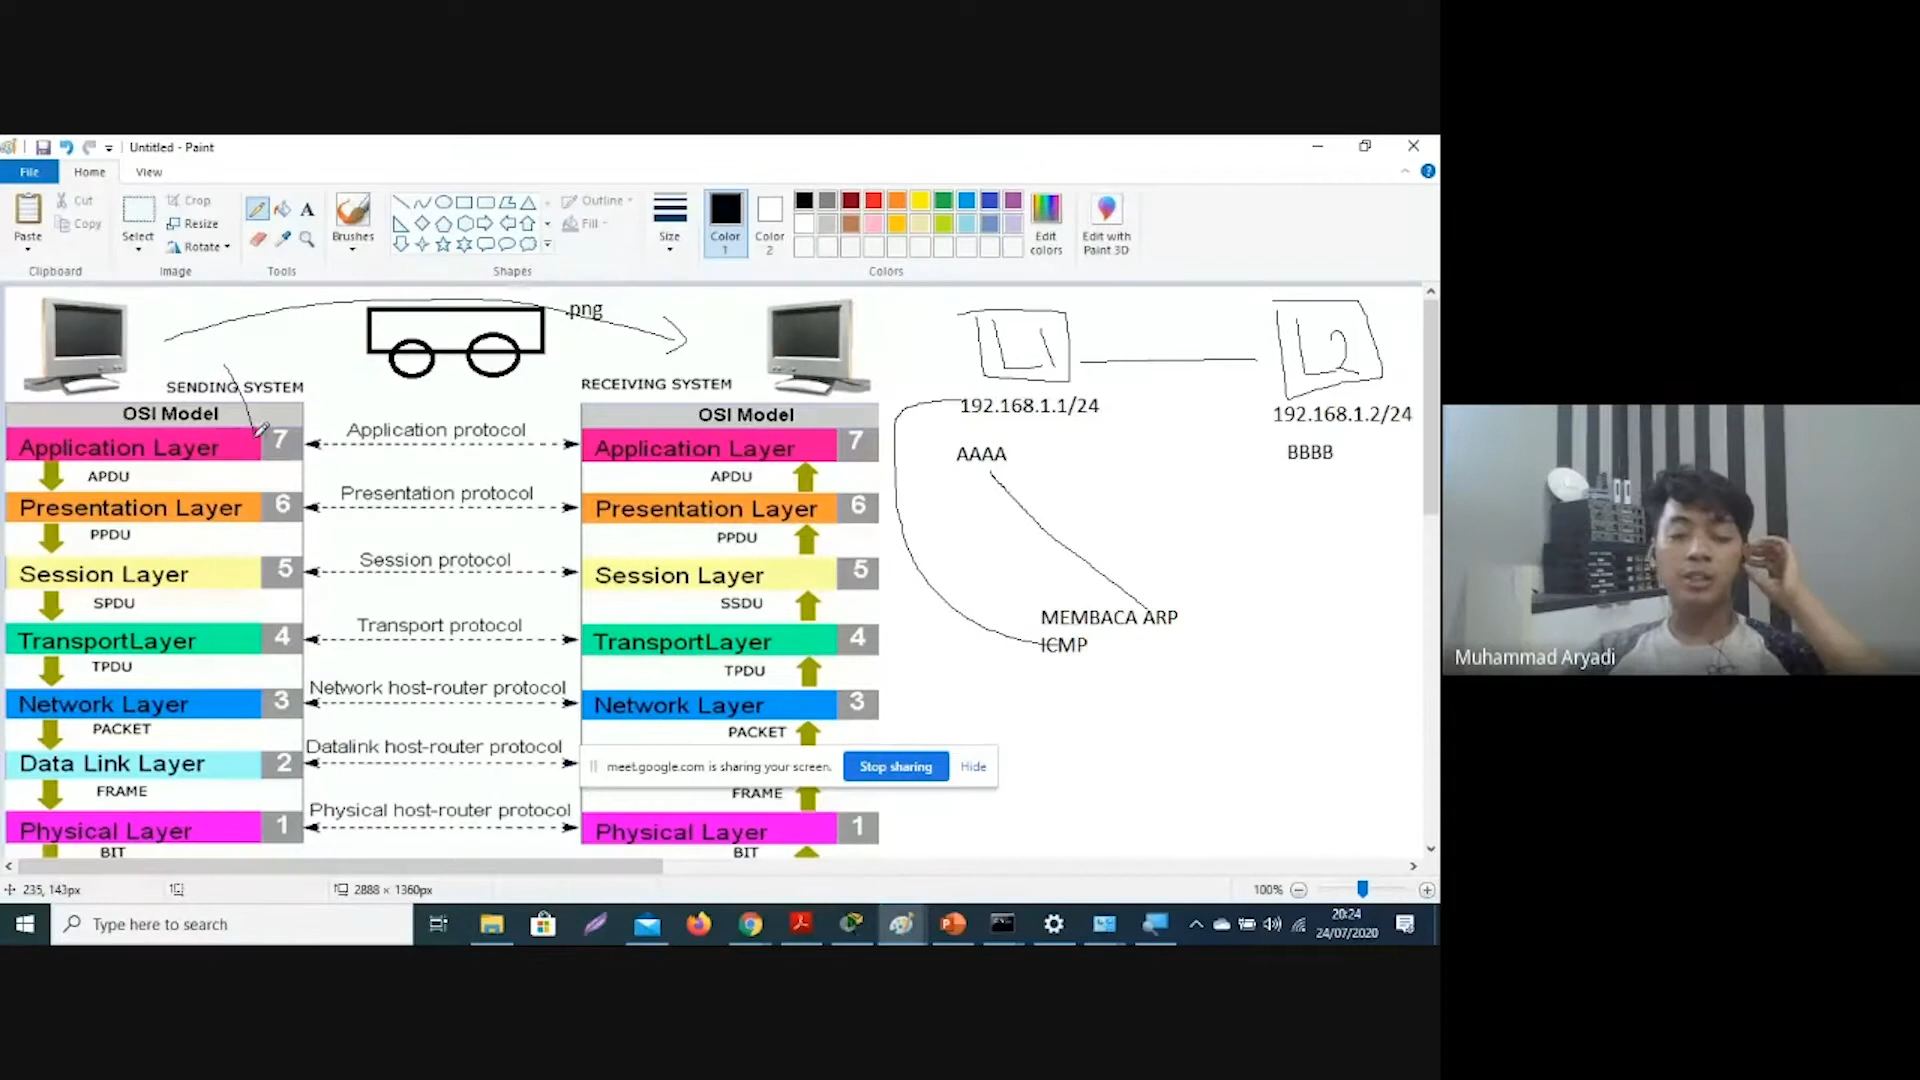 Untitled - Paint
File
Home
View
Paste
Cut
Copy
Clipboard
Select
Crop
Resize
Rotate
Image
A
Tools
Brushes
Outline
Fill
Shapes
Size
Color 1
Color 2
Edit colors
Colors
Edit with Paint 3D
.png
SENDING SYSTEM
RECEIVING SYSTEM
OSI Model
OSI Model
Application Layer 7
Application protocol
Application Layer 7
APDU
APDU
Presentation Layer 6
Presentation protocol
Presentation Layer 6
PPDU
PPDU
Session Layer 5
Session protocol
Session Layer 5
SPDU
SSDU
TransportLayer 4
Transport protocol
TransportLayer 4
TPDU
TPDU
Network Layer 3
Network host-router protocol
Network Layer 3
PACKET
PACKET
Data Link Layer 2
Datalink host-router protocol
FRAME
FRAME
Physical Layer 1
Physical host-router protocol
Physical Layer 1
BIT
BIT
L1
L2
192.168.1.1/24
192.168.1.2/24
AAAA
BBBB
MEMBACA ARP
ICMP
meet.google.com is sharing your screen.
Stop sharing
Hide
Muhammad Aryadi
235, 143px
2888 × 1360px
100%
Type here to search
20:24
24/07/2020